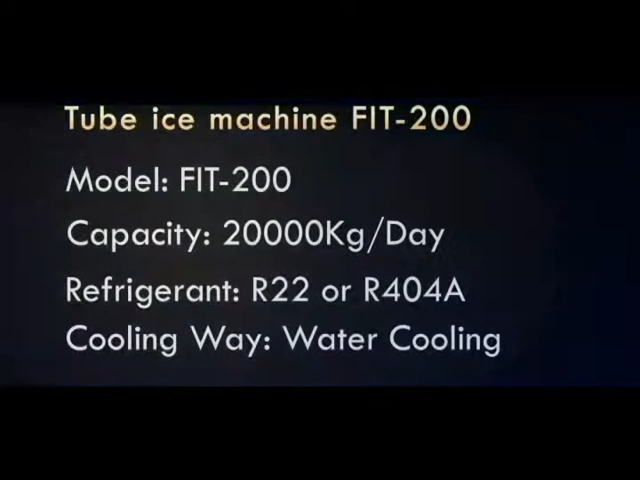 Tube ice machine FIT-200
Model: FIT-200
Capacity: 20000Kg/Day
Refrigerant: R22 or R404A
Cooling Way: Water Cooling